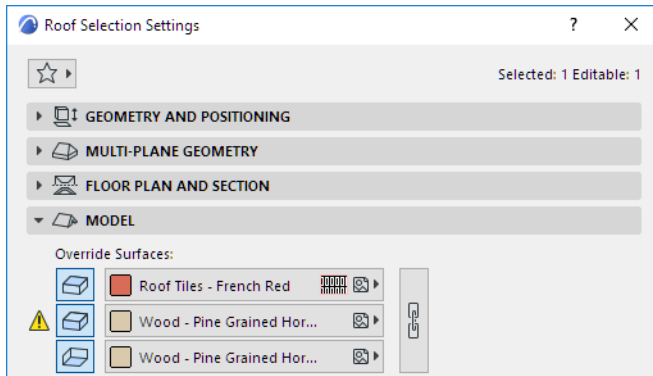 Roof Selection Settings ?
Selected: 1 Editable: 1
GEOMETRY AND POSITIONING
MULTI-PLANE GEOMETRY
FLOOR PLAN AND SECTION
MODEL
Override Surfaces:
Roof Tiles - French Red
Wood - Pine Grained Hor...
Wood - Pine Grained Hor...